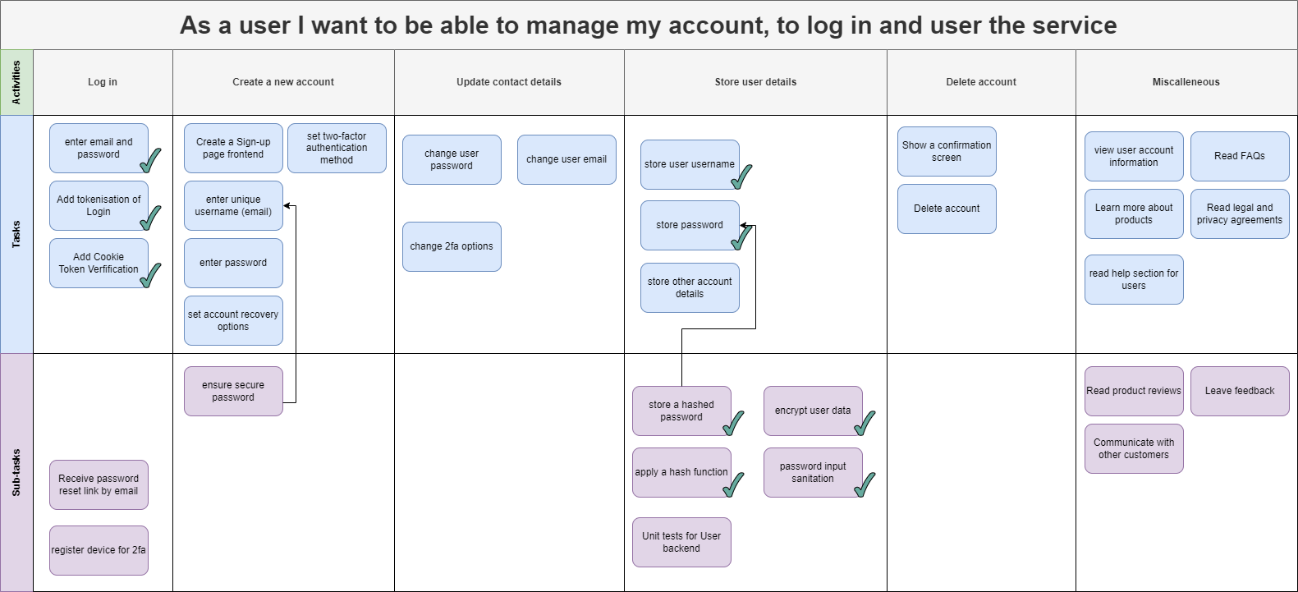 As a user I want to be able to manage my account, to log in and user the service
Activities
Log in
Create a new account
Update contact details
Store user details
Delete account
Miscalleneous
Tasks
enter email and
password
Add tokenisation of
Login
Add Cookie
Token Verfification
Create a Sign-up
page frontend
set two-factor
authentication
method
enter unique
username (email)
enter password
set account recovery
options
change user
password
change user email
change 2fa options
store user username
store password
store other account
details
Show a confirmation
screen
Delete account
view user account
information
Read FAQs
Learn more about
products
Read legal and
privacy agreements
read help section for
users
Sub-tasks
Receive password
reset link by email
register device for 2fa
ensure secure
password
store a hashed
password
encrypt user data
apply a hash function
password input
sanitation
Unit tests for User
backend
Read product reviews
Leave feedback
Communicate with
other customers